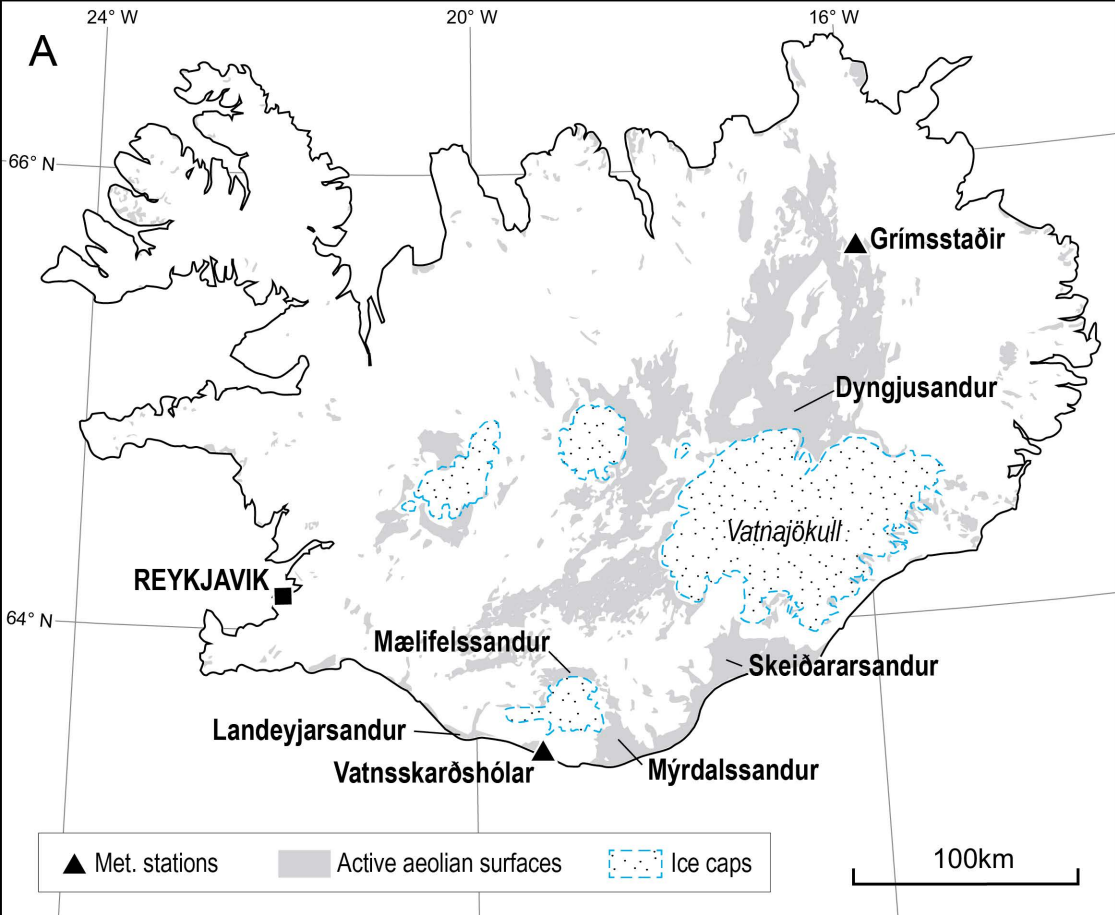 24° W
20° W
16° W
A
66° N
Grímsstaðir
Dyngjusandur
Vatnajökull
REYKJAVIK
64° N
Mælifelssandur
Skeiðararsandur
Landeyjarsandur
Vatnsskarðshólar
Mýrdalssandur
Met. stations
Active aeolian surfaces
Ice caps
100km